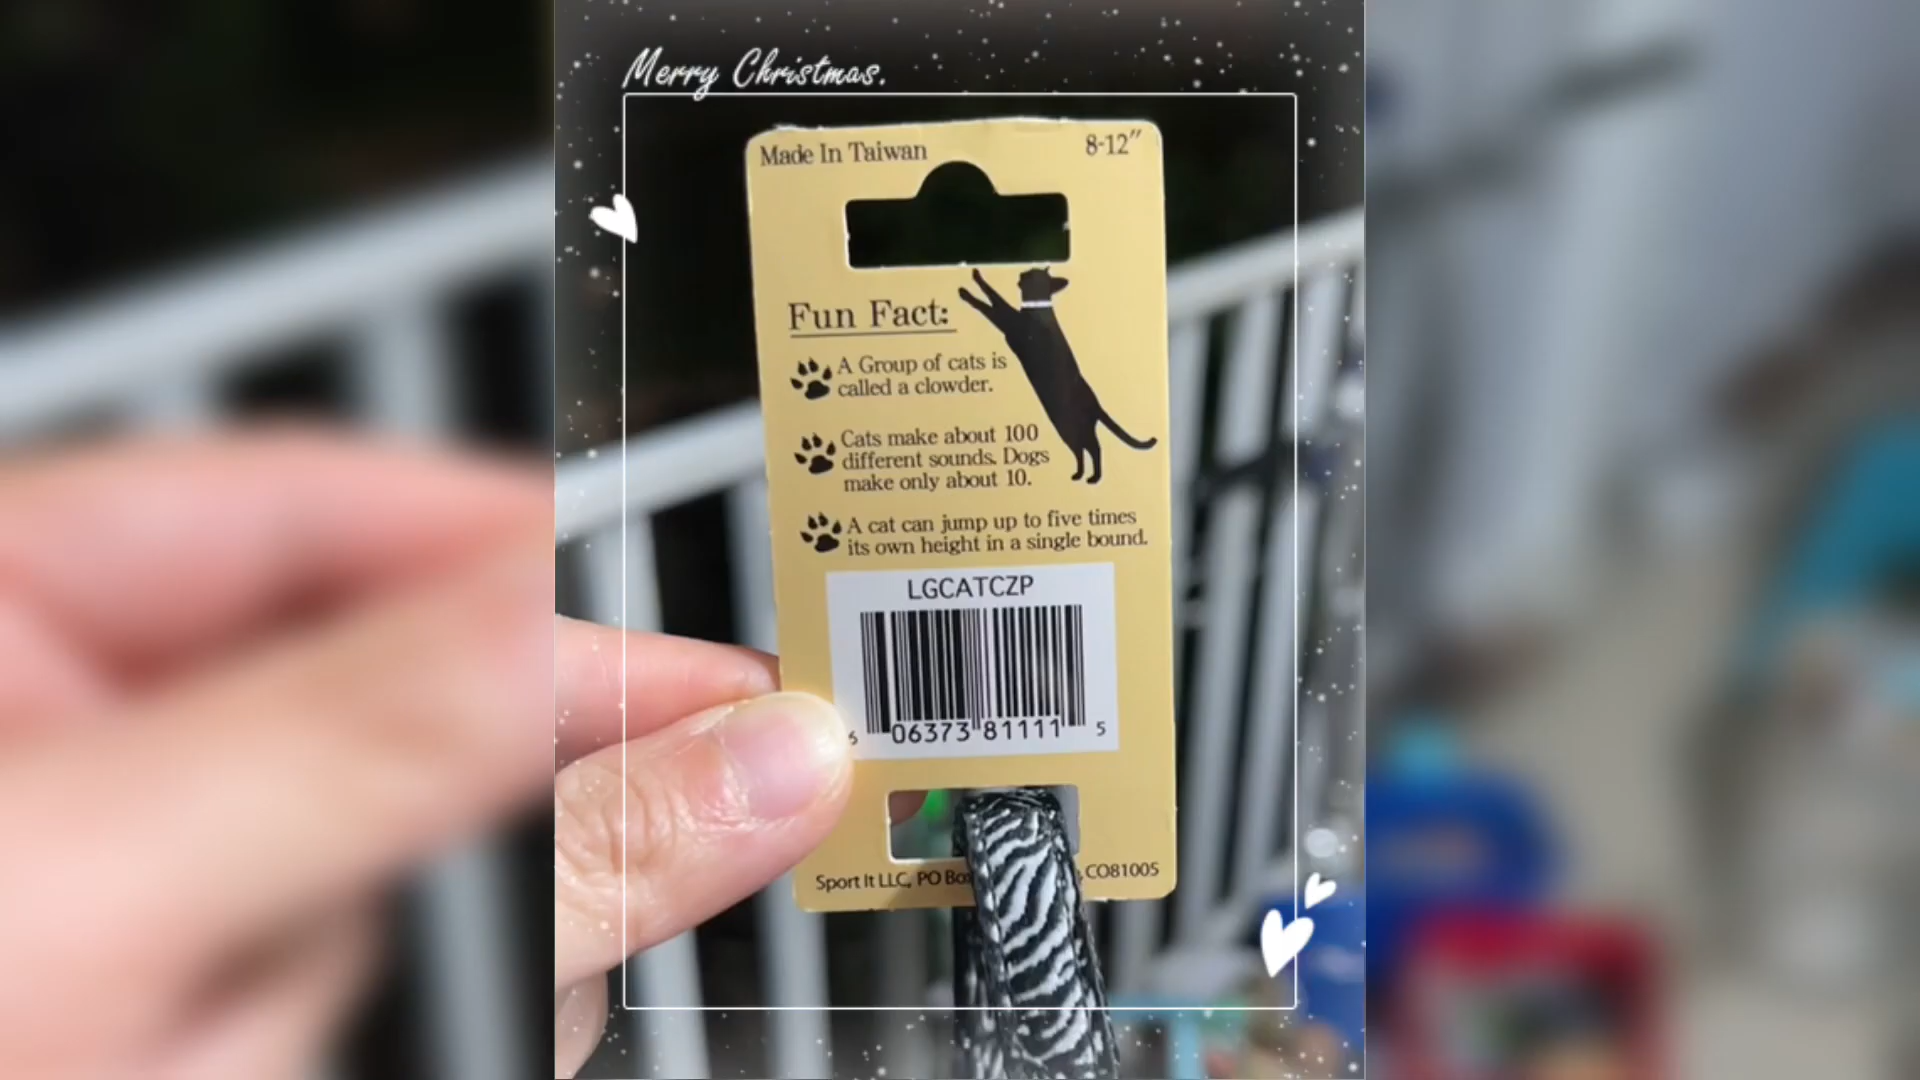 Merry Christmas.
Made In Taiwan 8-12″
Fun Fact:
A Group of cats is
called a clowder.
Cats make about 100
different sounds. Dogs
make only about 10.
A cat can jump up to five times
its own height in a single bound.
LGCATCZP
06373 81111 5
Sport It LLC, PO , CO81005